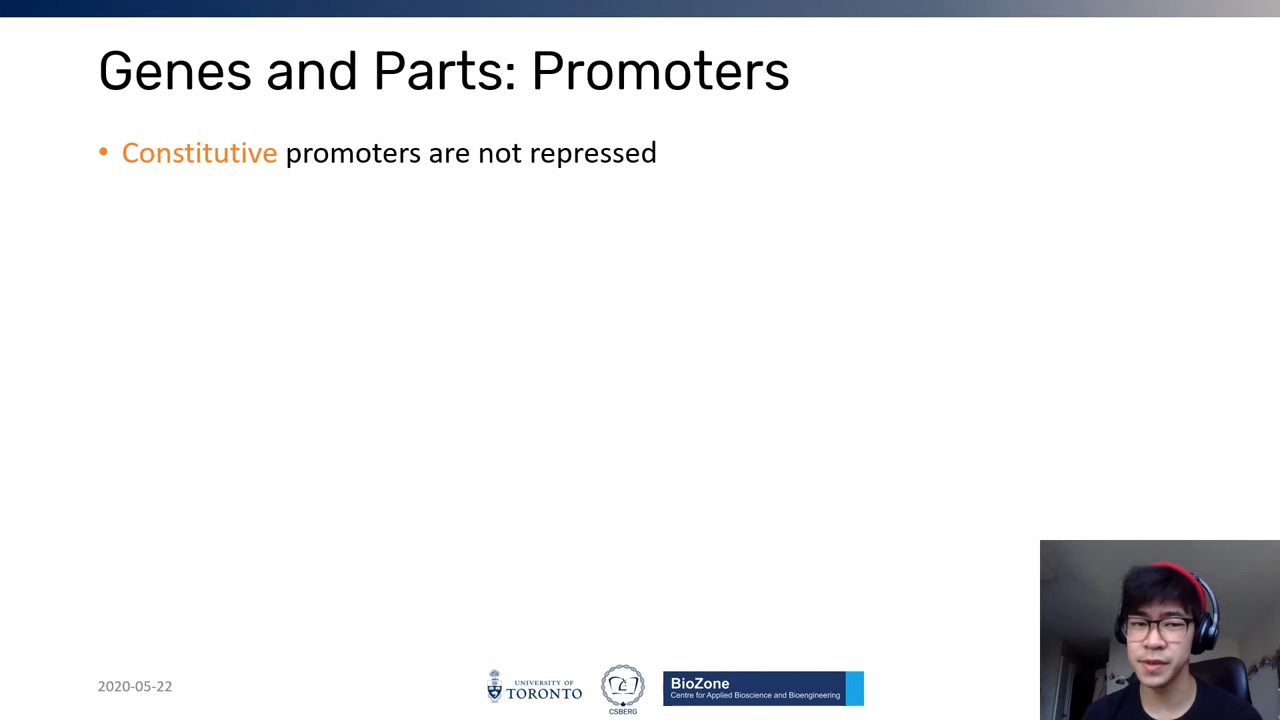 Genes and Parts: Promoters
• Constitutive promoters are not repressed
2020-05-22
UNIVERSITY OF
TORONTO
CSBERG
BioZone
Centre for Applied Bioscience and Bioengineering